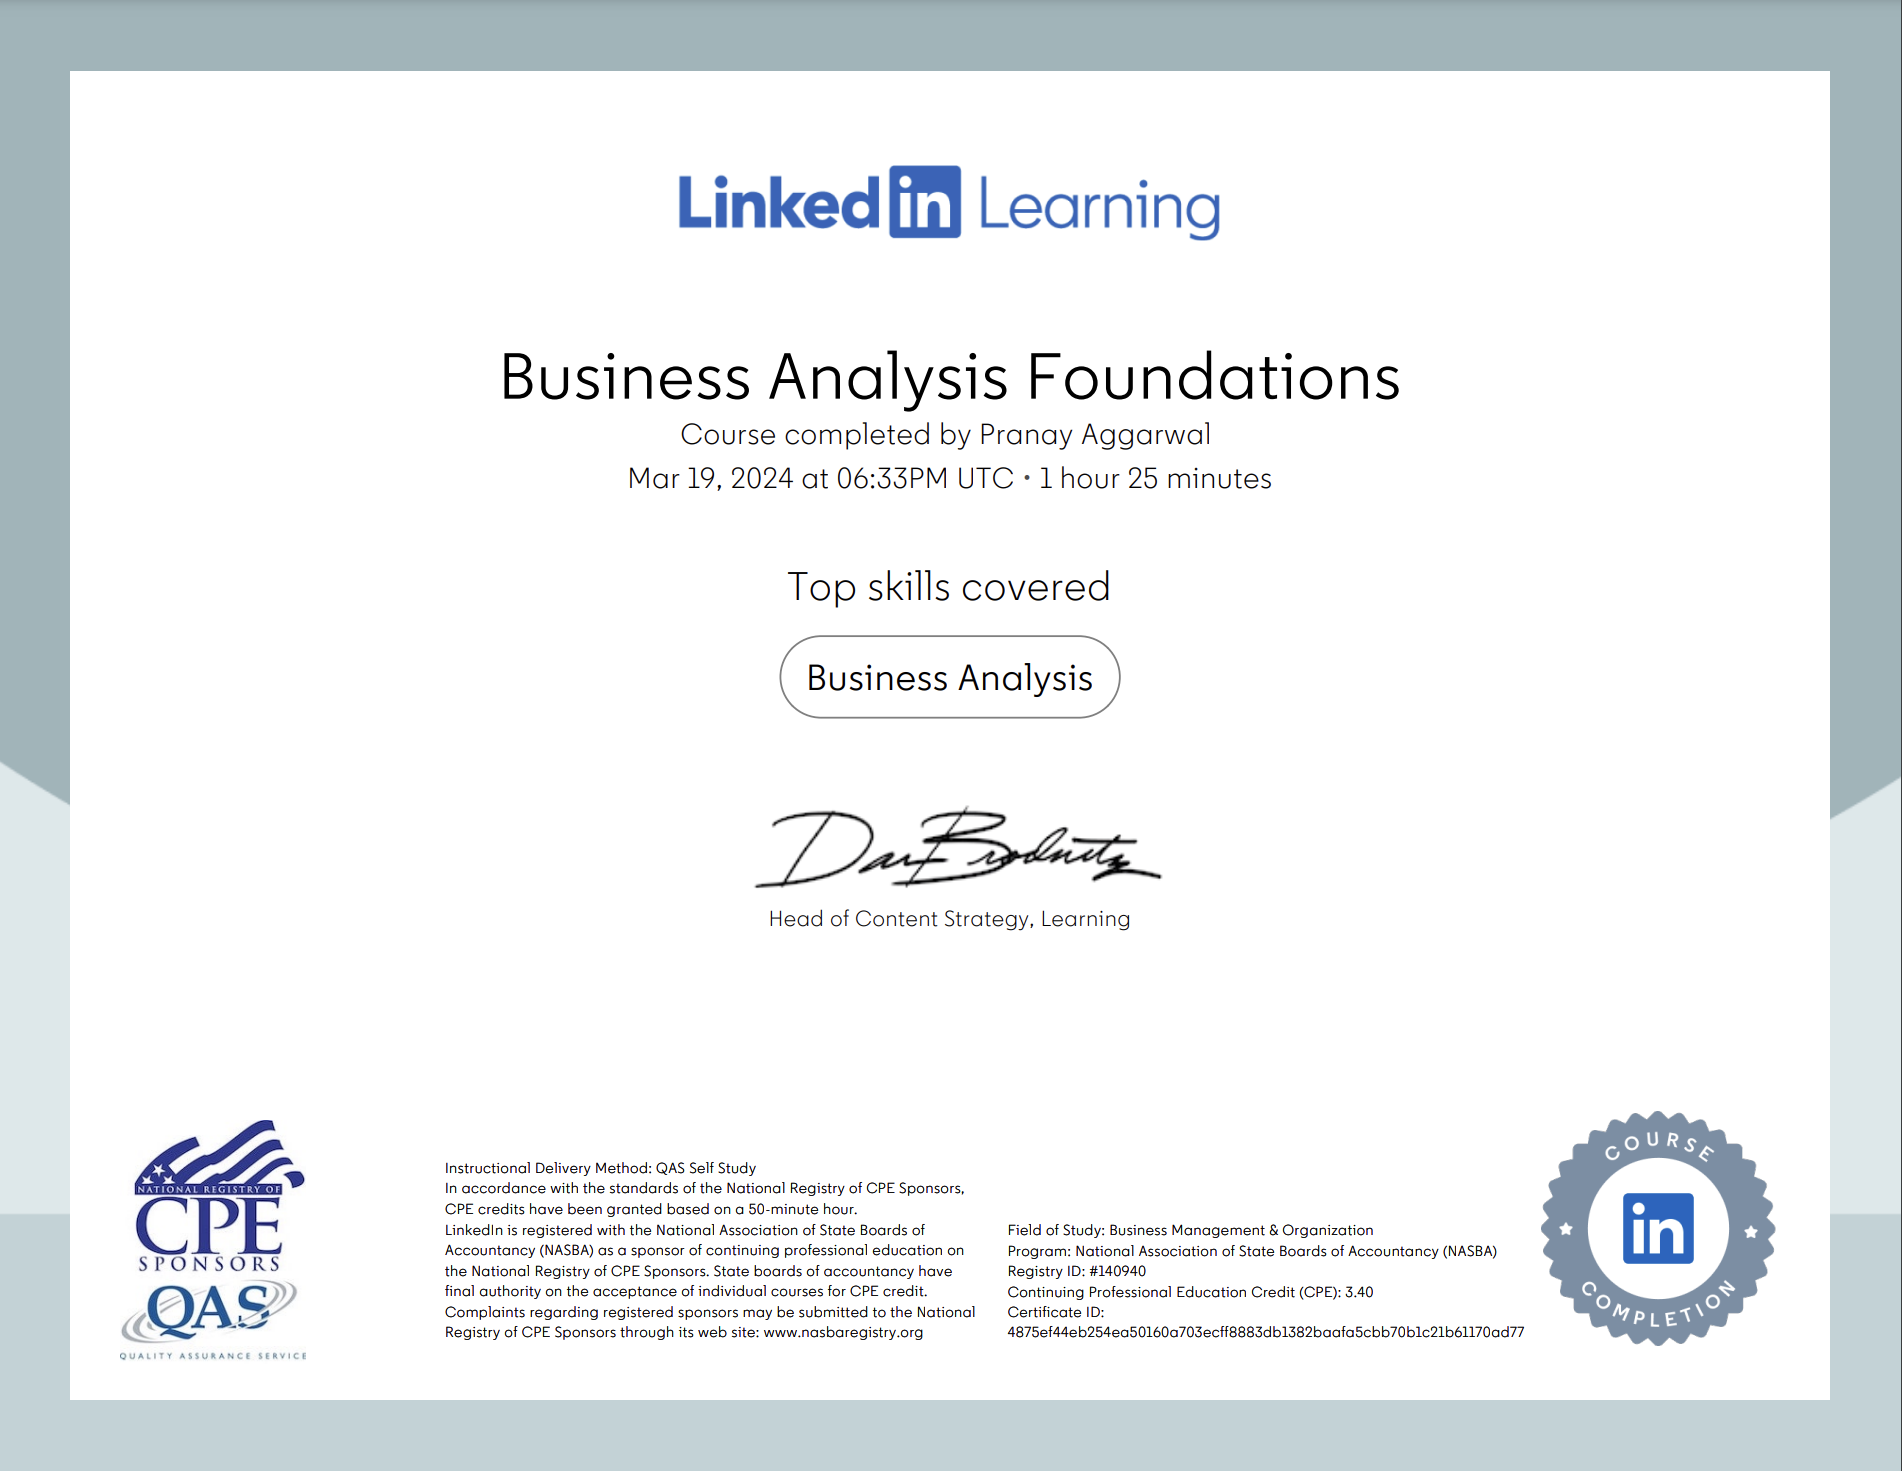 Linked in Learning
Business Analysis Foundations
Course completed by Pranay Aggarwal
Mar 19, 2024 at 06:33PM UTC • 1 hour 25 minutes
Top skills covered
Business Analysis
Dan Brodnitz
Head of Content Strategy, Learning
NATIONAL REGISTRY OF
CPE
SPONSORS
QAS
QUALITY ASSURANCE SERVICE
Instructional Delivery Method: QAS Self Study
In accordance with the standards of the National Registry of CPE Sponsors,
CPE credits have been granted based on a 50-minute hour.
LinkedIn is registered with the National Association of State Boards of
Accountancy (NASBA) as a sponsor of continuing professional education on
the National Registry of CPE Sponsors. State boards of accountancy have
final authority on the acceptance of individual courses for CPE credit.
Complaints regarding registered sponsors may be submitted to the National
Registry of CPE Sponsors through its web site: www.nasbaregistry.org
Field of Study: Business Management & Organization
Program: National Association of State Boards of Accountancy (NASBA)
Registry ID: #140940
Continuing Professional Education Credit (CPE): 3.40
Certificate ID:
4875ef44eb254ea50160a703ecff8883db1382baafa5cbb70b1c21b61170ad77
COURSE
in
COMPLETION